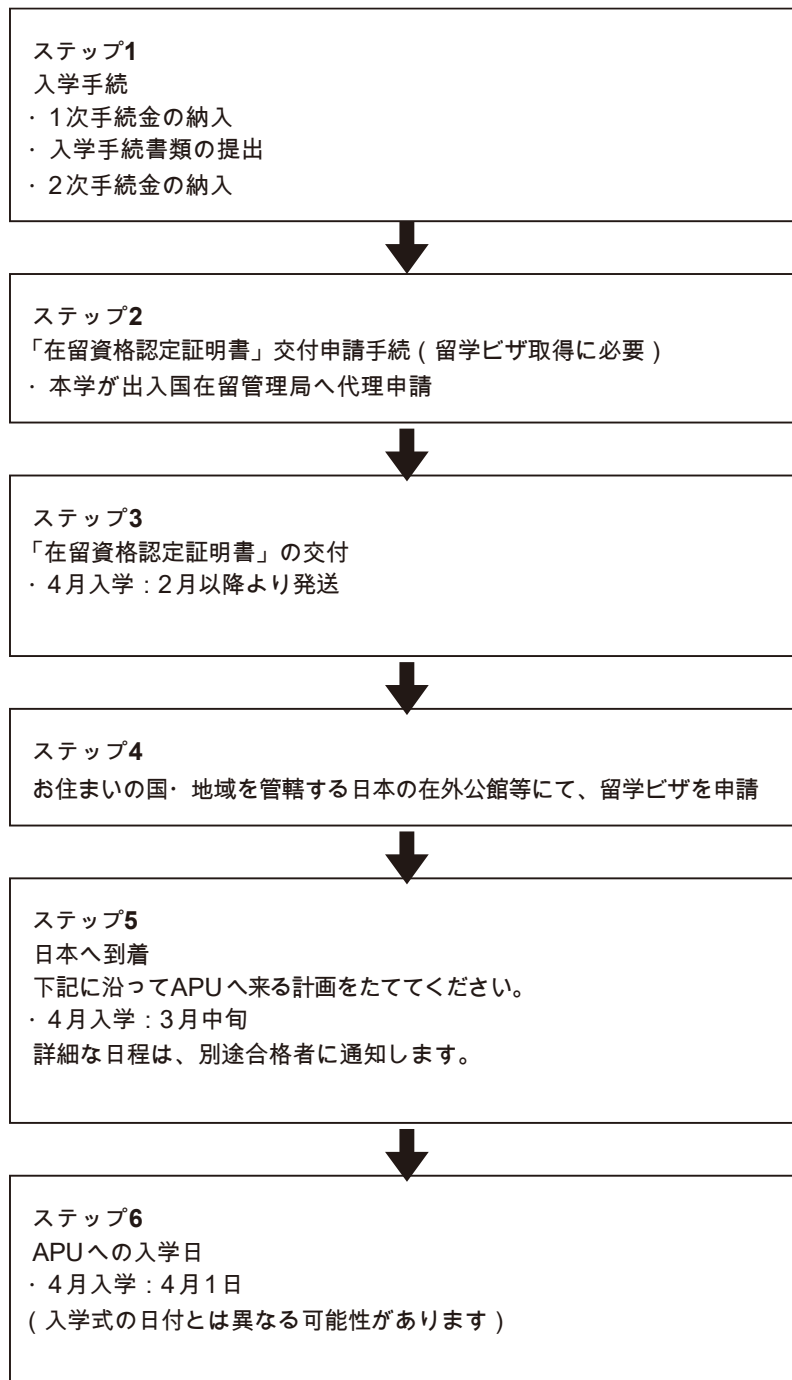 ステップ1
入学手続
・1次手続金の納入
・入学手続書類の提出
・2次手続金の納入
ステップ2
「在留資格認定証明書」交付申請手続(留学ビザ取得に必要)
・本学が出入国在留管理局へ代理申請
ステップ3
「在留資格認定証明書」の交付
・4月入学:2月以降より発送
ステップ4
お住まいの国・地域を管轄する日本の在外公館等にて、留学ビザを申請
ステップ5
日本へ到着
下記に沿ってAPUへ来る計画をたててください。
・4月入学:3月中旬
詳細な日程は、別途合格者に通知します。
ステップ6
APUへの入学日
・4月入学:4月1日
(入学式の日付とは異なる可能性があります)